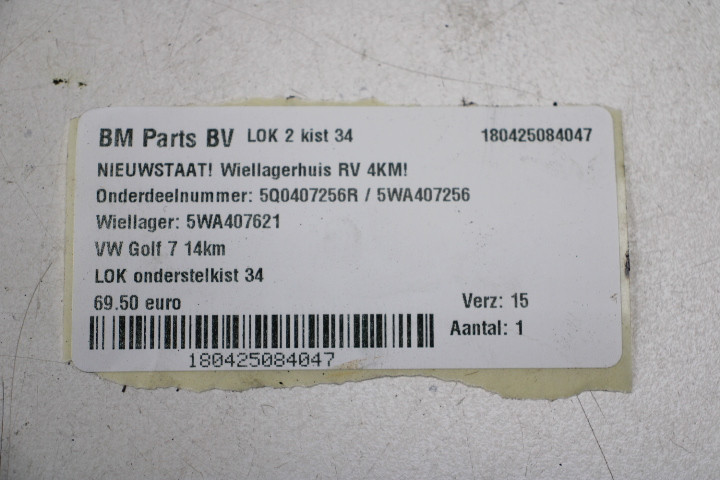 BM Parts BV LOK 2 kist 34 180425084047
NIEUWSTAAT! Wiellagerhuis RV 4KM!
Onderdeelnummer: 5Q0407256R / 5WA407256
Wiellager: 5WA407621
VW Golf 7 14km
LOK onderstelkist 34
69.50 euro Verz: 15
Aantal: 1
180425084047